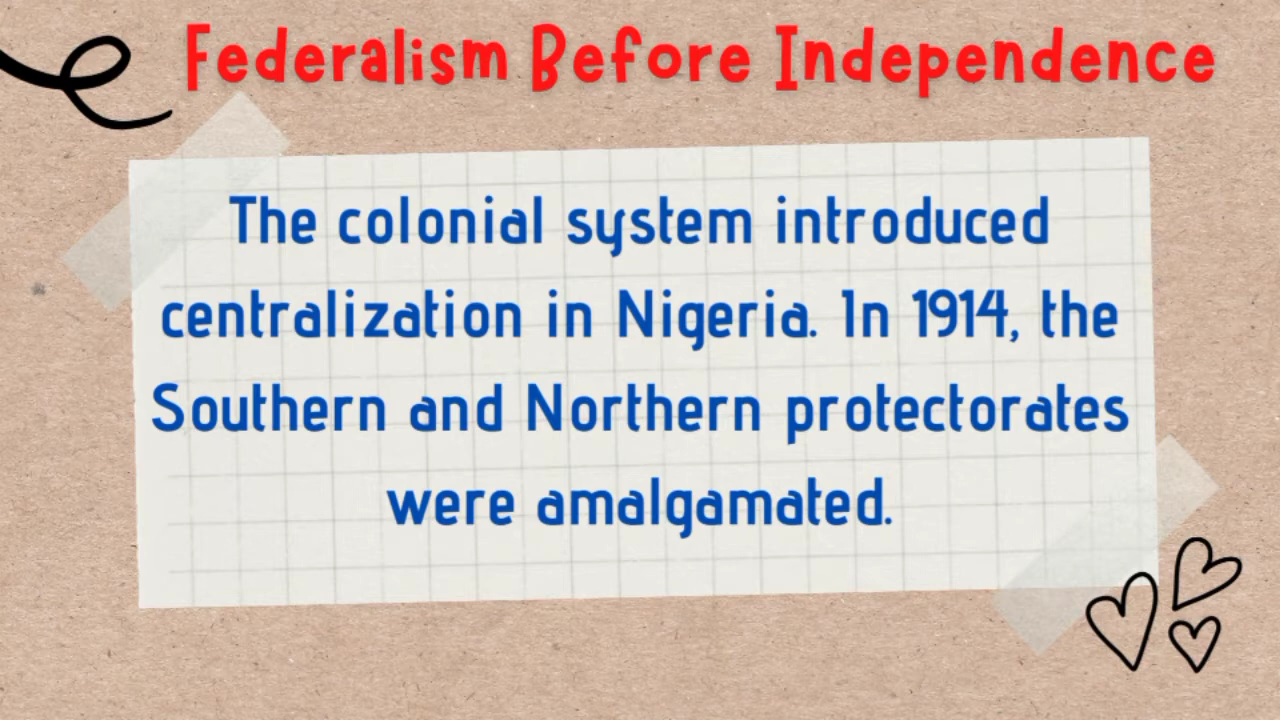 Federalism Before Independence
The colonial system introduced
centralization in Nigeria. In 1914, the
Southern and Northern protectorates
were amalgamated.